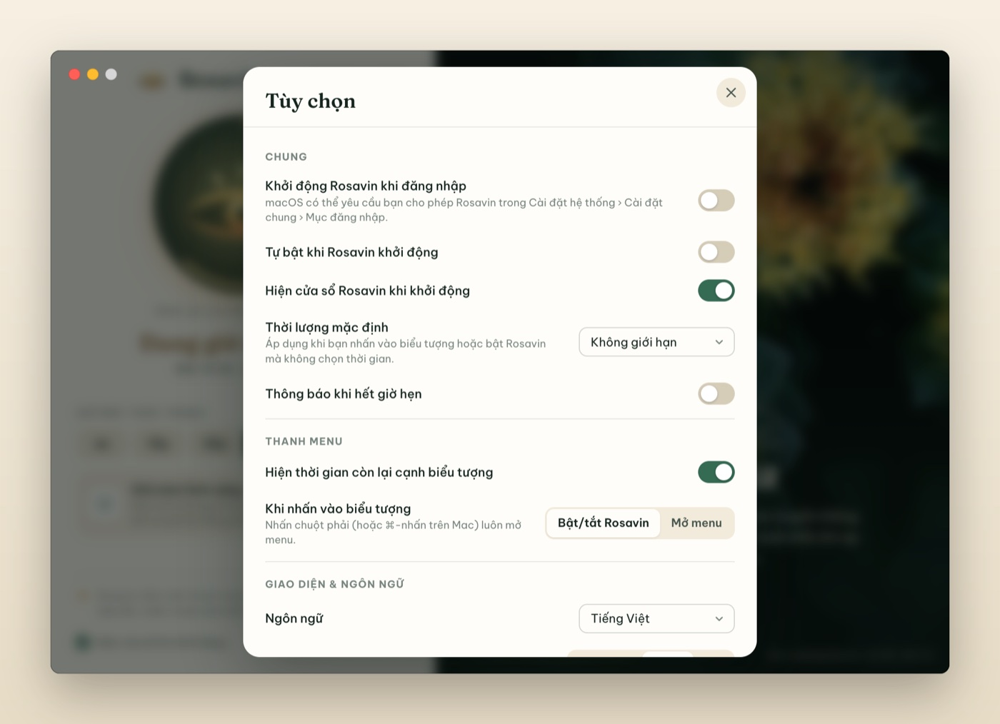 Tùy chọn
CHUNG
Khởi động Rosavin khi đăng nhập
macOS có thể yêu cầu bạn cho phép Rosavin trong Cài đặt hệ thống › Cài đặt
chung › Mục đăng nhập.
Tự bật khi Rosavin khởi động
Hiện cửa sổ Rosavin khi khởi động
Thời lượng mặc định
Áp dụng khi bạn nhấn vào biểu tượng hoặc bật Rosavin
mà không chọn thời gian.
Không giới hạn
Thông báo khi hết giờ hẹn
THANH MENU
Hiện thời gian còn lại cạnh biểu tượng
Khi nhấn vào biểu tượng
Nhấn chuột phải (hoặc ⌘-nhấn trên Mac) luôn mở
menu.
Bật/tắt Rosavin
Mở menu
GIAO DIỆN & NGÔN NGỮ
Ngôn ngữ
Tiếng Việt